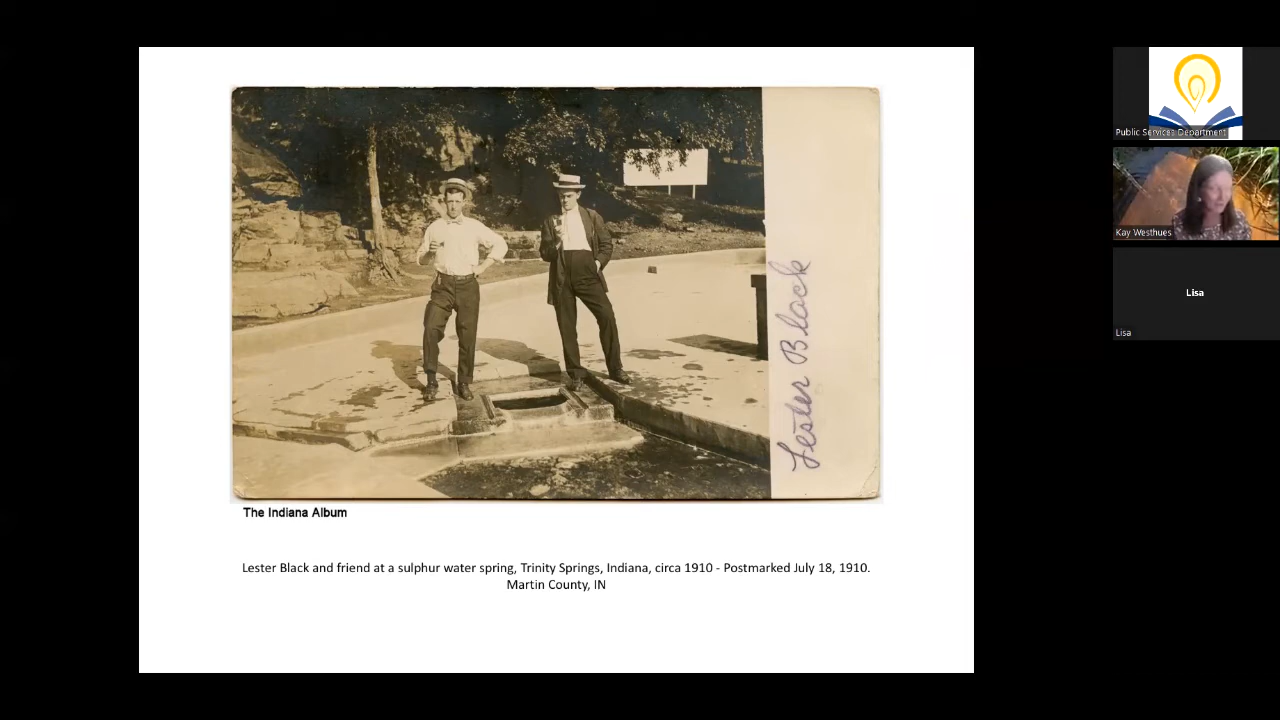 Lester Black
The Indiana Album
Lester Black and friend at a sulphur water spring, Trinity Springs, Indiana, circa 1910 - Postmarked July 18, 1910.
Martin County, IN
Public Services Department
Kay Westhues
Lisa
Lisa